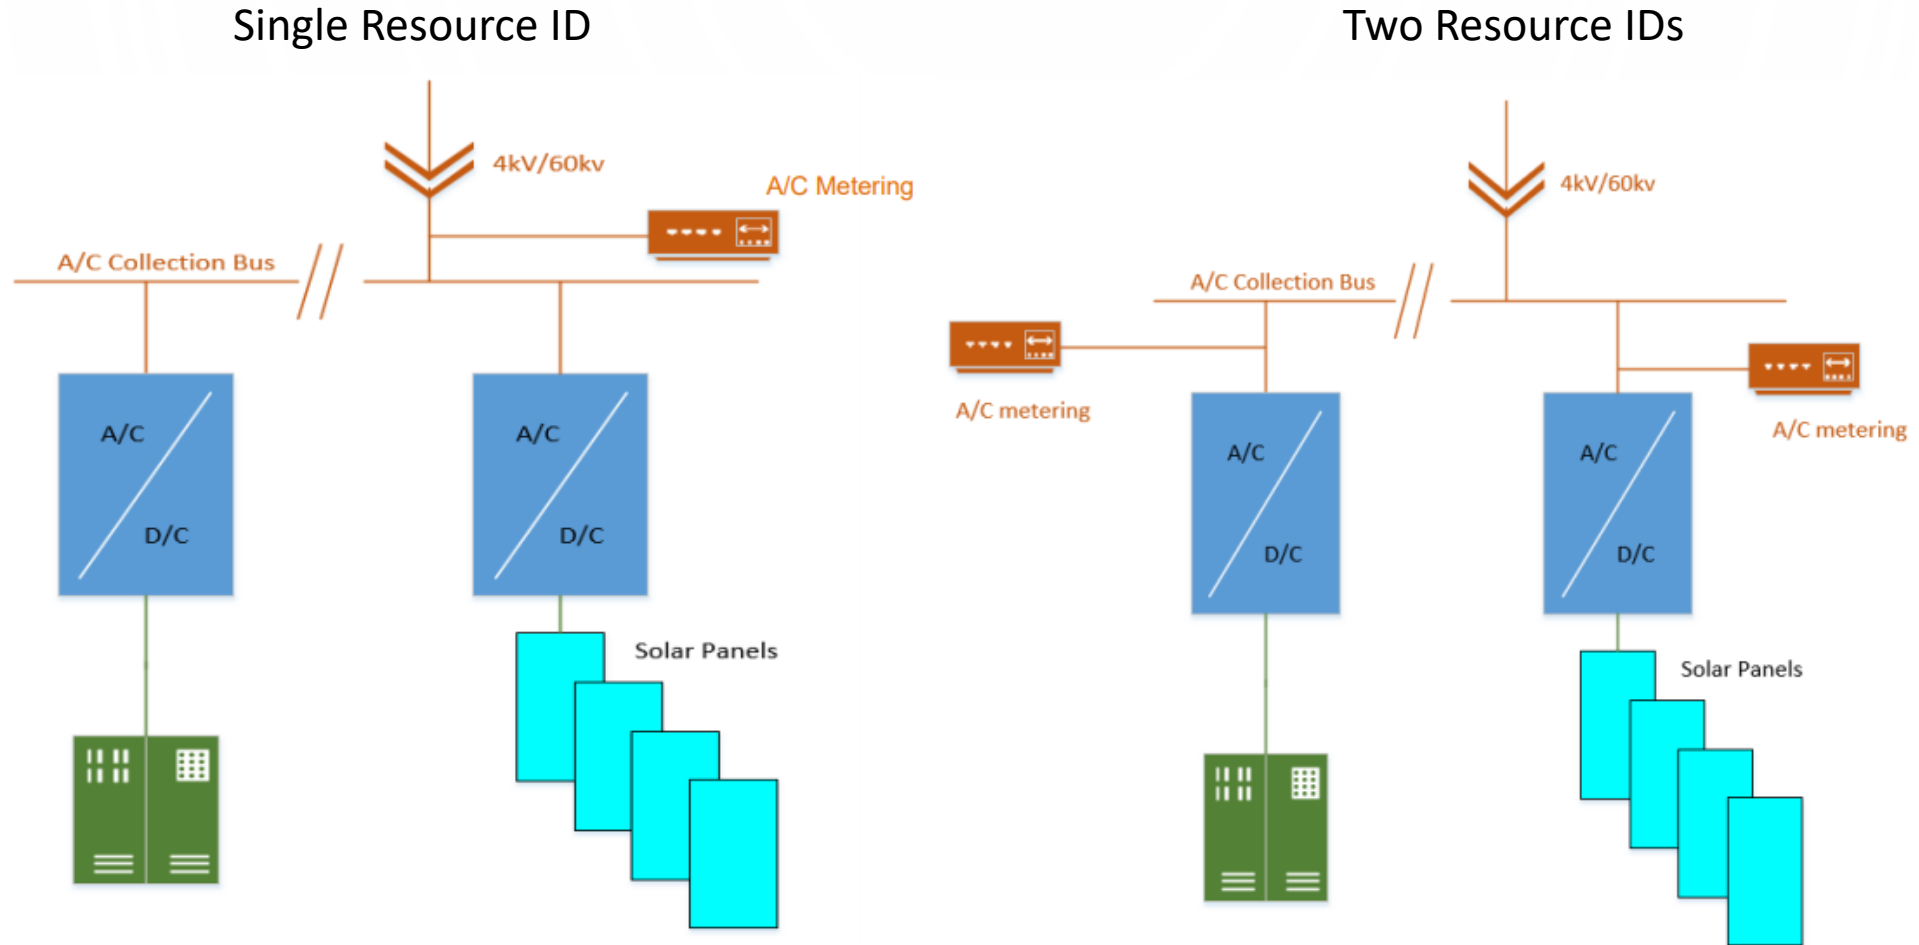 Single Resource ID
4kV/60kv
A/C Metering
A/C Collection Bus
A/C
D/C
A/C
D/C
Solar Panels
Two Resource IDs
4kV/60kv
A/C Collection Bus
A/C metering
A/C metering
A/C
D/C
A/C
D/C
Solar Panels